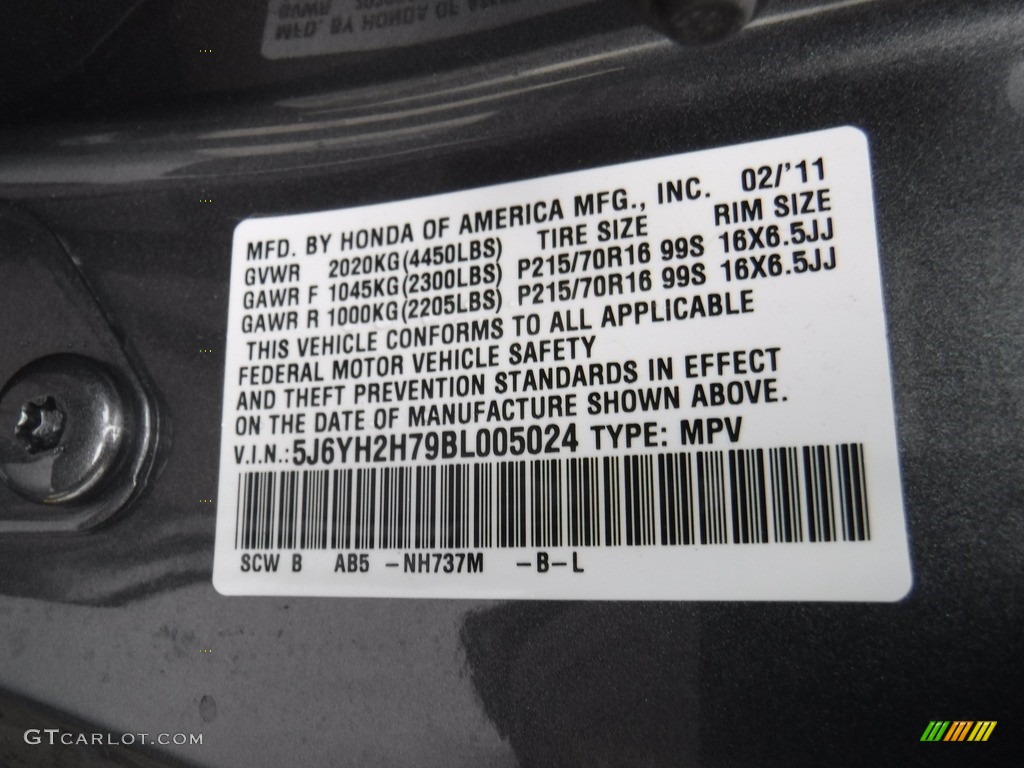 MFD. BY HONDA OF AMERICA MFG., INC. 02/'11
GVWR 2020KG(4450LBS) TIRE SIZE RIM SIZE
GAWR F 1045KG(2300LBS) P215/70R16 99S 16X6.5JJ
GAWR R 1000KG(2205LBS) P215/70R16 99S 16X6.5JJ
THIS VEHICLE CONFORMS TO ALL APPLICABLE
FEDERAL MOTOR VEHICLE SAFETY
AND THEFT PREVENTION STANDARDS IN EFFECT
ON THE DATE OF MANUFACTURE SHOWN ABOVE.
V.I.N.:5J6YH2H79BL005024 TYPE: MPV
SCW B AB5 -NH737M -B-L
GTCARLOT.COM